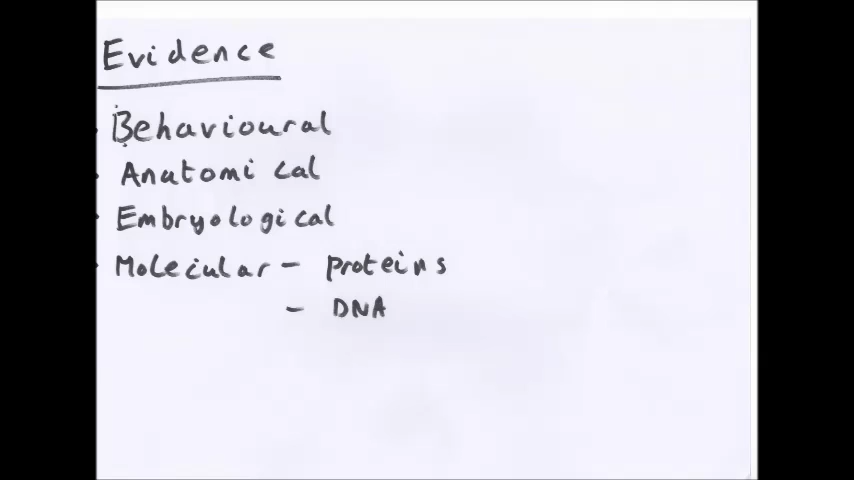 Evidence
· Behavioural
· Anatomical
· Embryological
· Molecular - proteins
- DNA